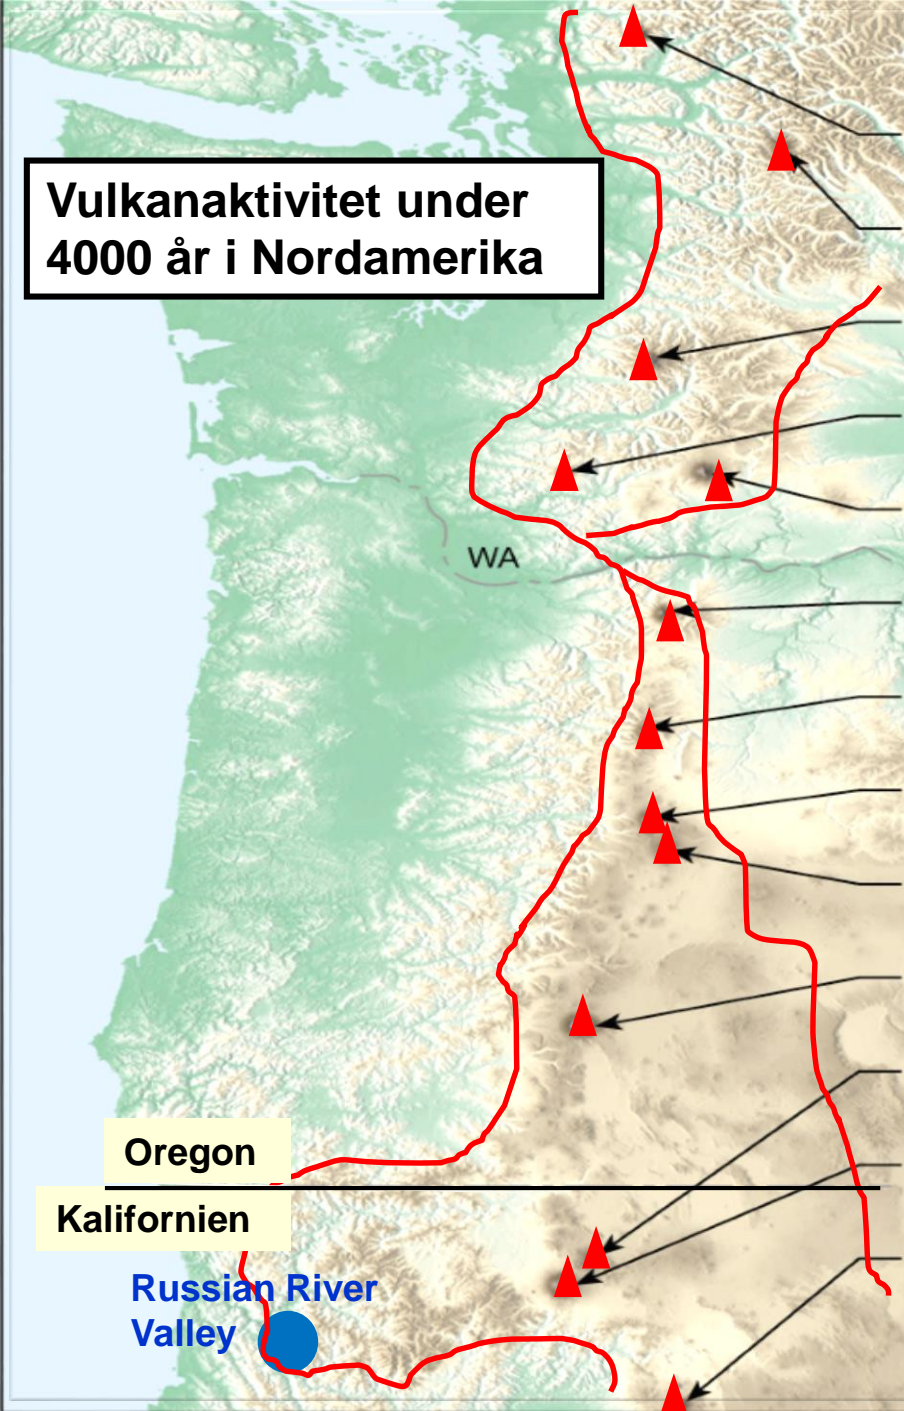 Vulkanaktivitet under
4000 år i Nordamerika
WA
Oregon
Kalifornien
Russian River
Valley